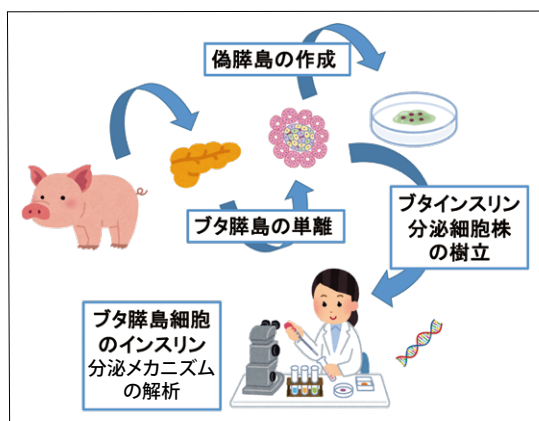 偽膵島の作成
ブタ膵島の単離
ブタインスリン
分泌細胞株
の樹立
ブタ膵島細胞
のインスリン
分泌メカニズム
の解析